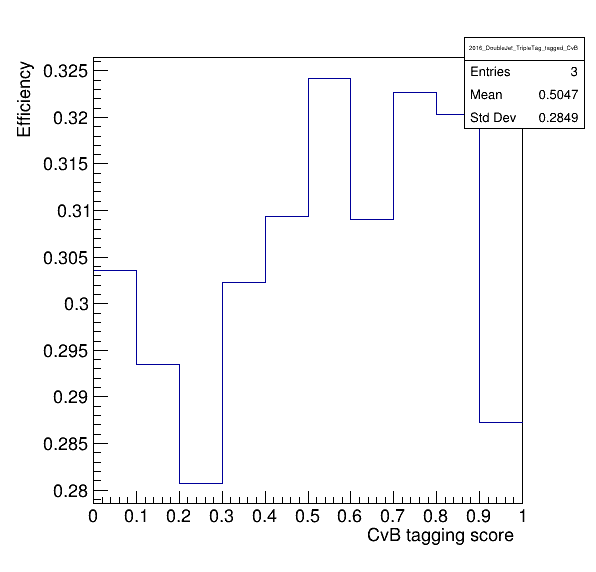 2016_DoubleJet_TripleTag_tagged_CvB
Entries 3
Mean 0.5047
Std Dev 0.2849
Efficiency
0.325
0.32
0.315
0.31
0.305
0.3
0.295
0.29
0.285
0.28
0 0.1 0.2 0.3 0.4 0.5 0.6 0.7 0.8 0.9 1
CvB tagging score